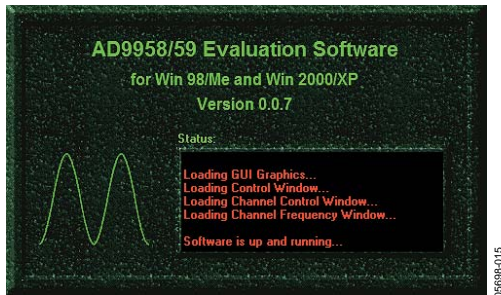 AD9958/59 Evaluation Software
for Win 98/Me and Win 2000/XP
Version 0.0.7
Status:
Loading GUI Graphics...
Loading Control Window...
Loading Channel Control Window...
Loading Channel Frequency Window...
Software is up and running...
05698-015